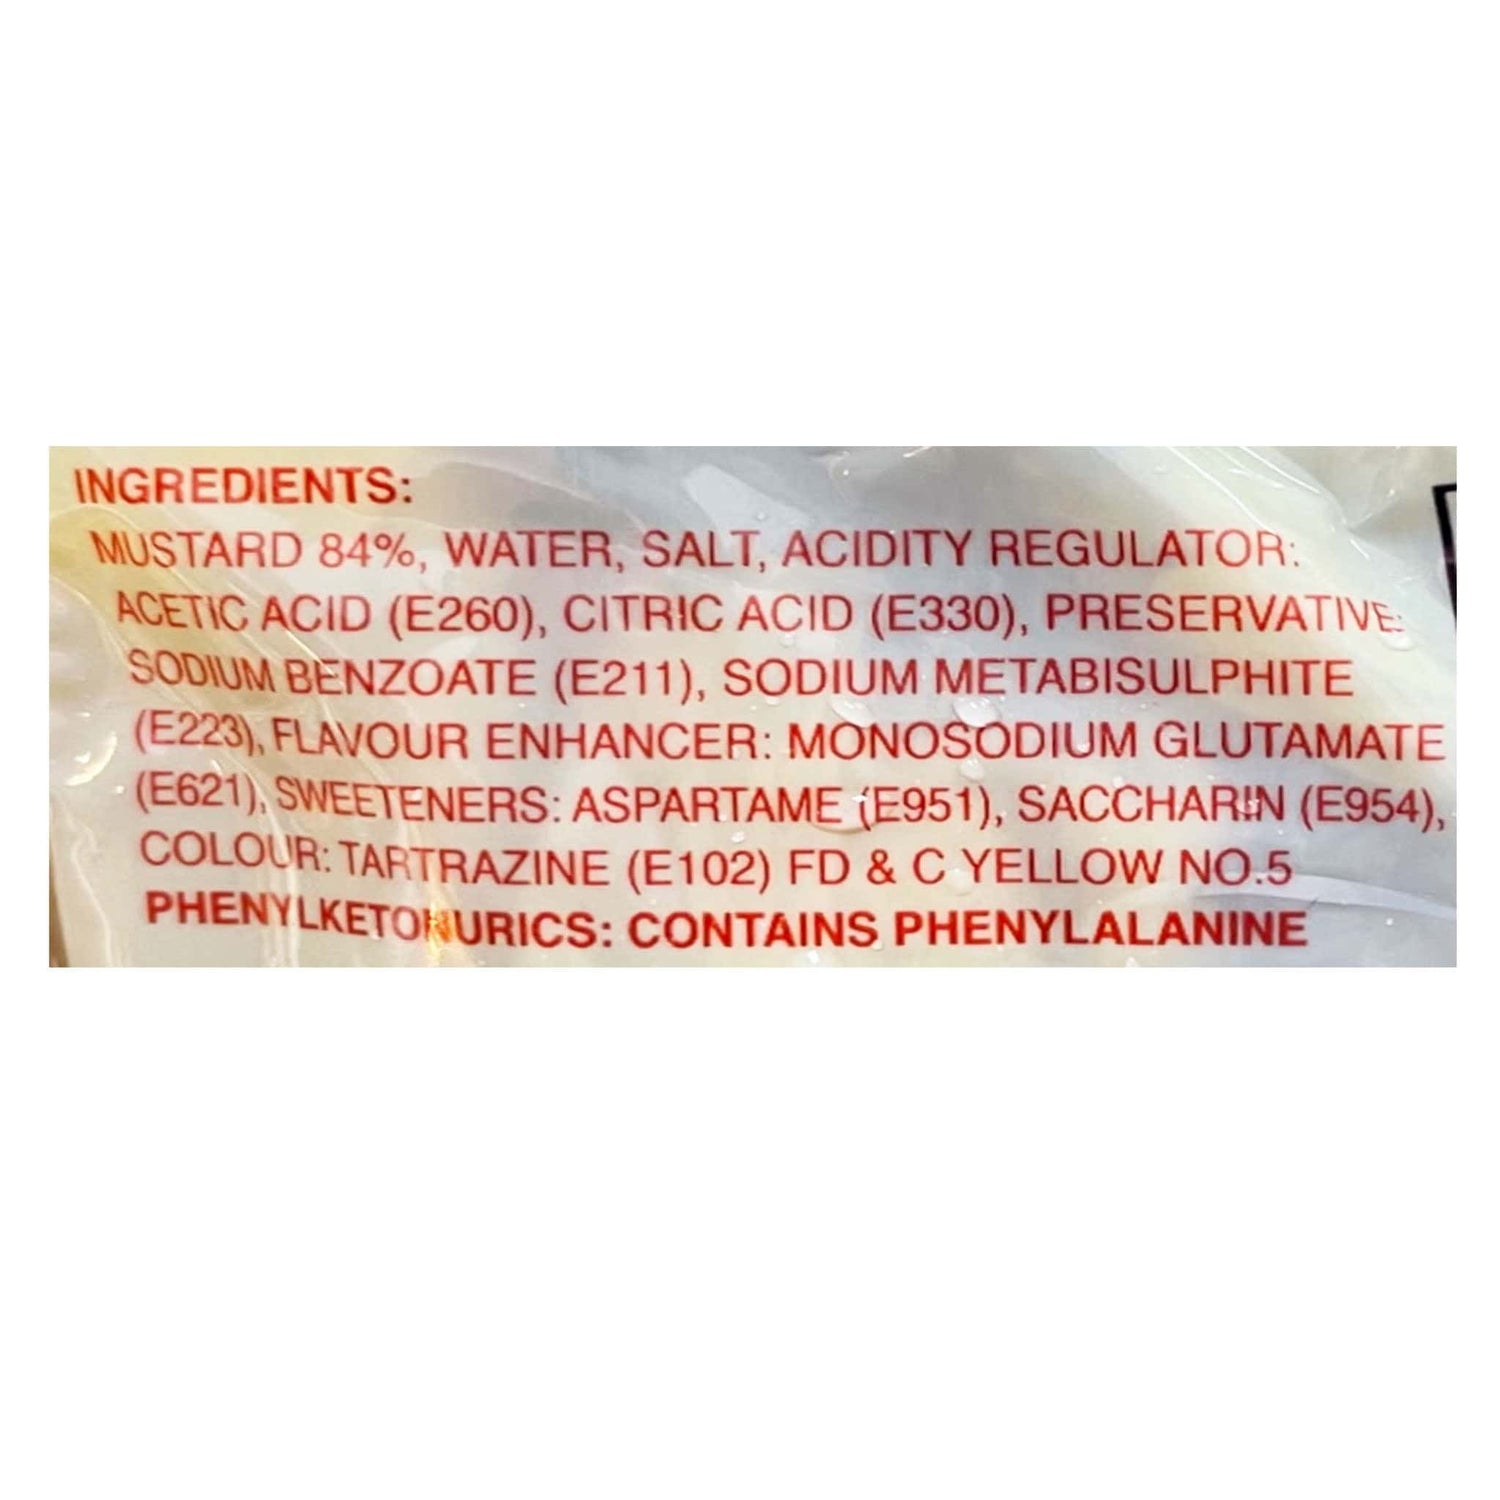 INGREDIENTS:
MUSTARD 84%, WATER, SALT, ACIDITY REGULATOR:
ACETIC ACID (E260), CITRIC ACID (E330), PRESERVATIVE:
SODIUM BENZOATE (E211), SODIUM METABISULPHITE
(E223), FLAVOUR ENHANCER: MONOSODIUM GLUTAMATE
(E621), SWEETENERS: ASPARTAME (E951), SACCHARIN (E954),
COLOUR: TARTRAZINE (E102) FD & C YELLOW NO.5
PHENYLKETONURICS: CONTAINS PHENYLALANINE